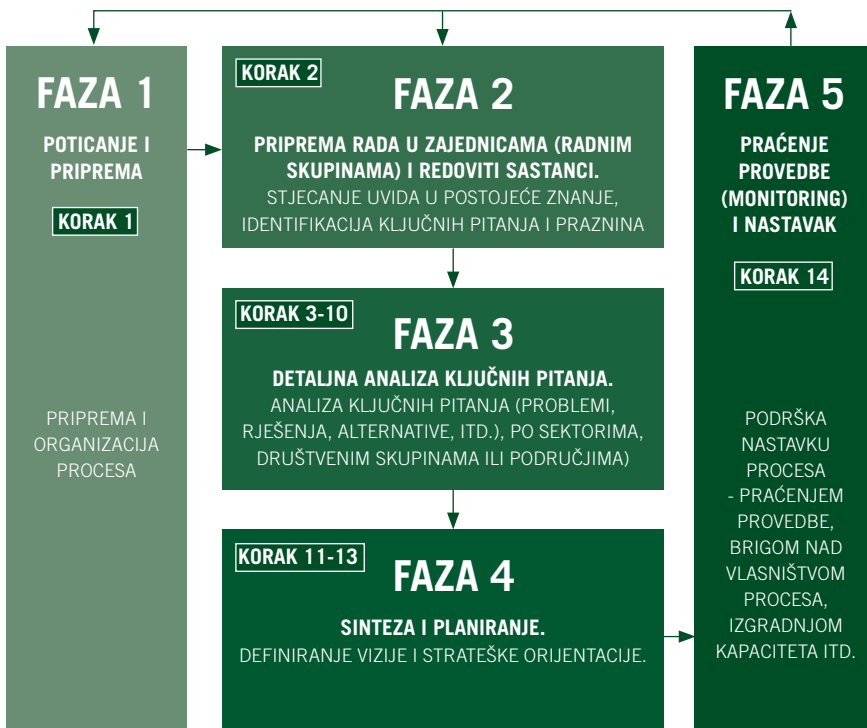 FAZA 1
POTICANJE I
PRIPREMA
KORAK 1
PRIPREMA I
ORGANIZACIJA
PROCESA
KORAK 2
FAZA 2
PRIPREMA RADA U ZAJEDNICAMA (RADNIM
SKUPINAMA) I REDOVITI SASTANCI.
STJECANJE UVIDA U POSTOJEĆE ZNANJE,
IDENTIFIKACIJA KLJUČNIH PITANJA I PRAZNINA
KORAK 3-10
FAZA 3
DETALJNA ANALIZA KLJUČNIH PITANJA.
ANALIZA KLJUČNIH PITANJA (PROBLEMI,
RJEŠENJA, ALTERNATIVE, ITD.), PO SEKTORIMA,
DRUŠTVENIM SKUPINAMA ILI PODRUČJIMA)
KORAK 11-13
FAZA 4
SINTEZA I PLANIRANJE.
DEFINIRANJE VIZIJE I STRATEŠKE ORIJENTACIJE.
FAZA 5
PRAĆENJE
PROVEDBE
(MONITORING)
I NASTAVAK
KORAK 14
PODRŠKA
NASTAVKU
PROCESA
- PRAĆENJEM
PROVEDBE,
BRIGOM NAD
VLASNIŠTVOM
PROCESA,
IZGRADNJOM
KAPACITETA ITD.